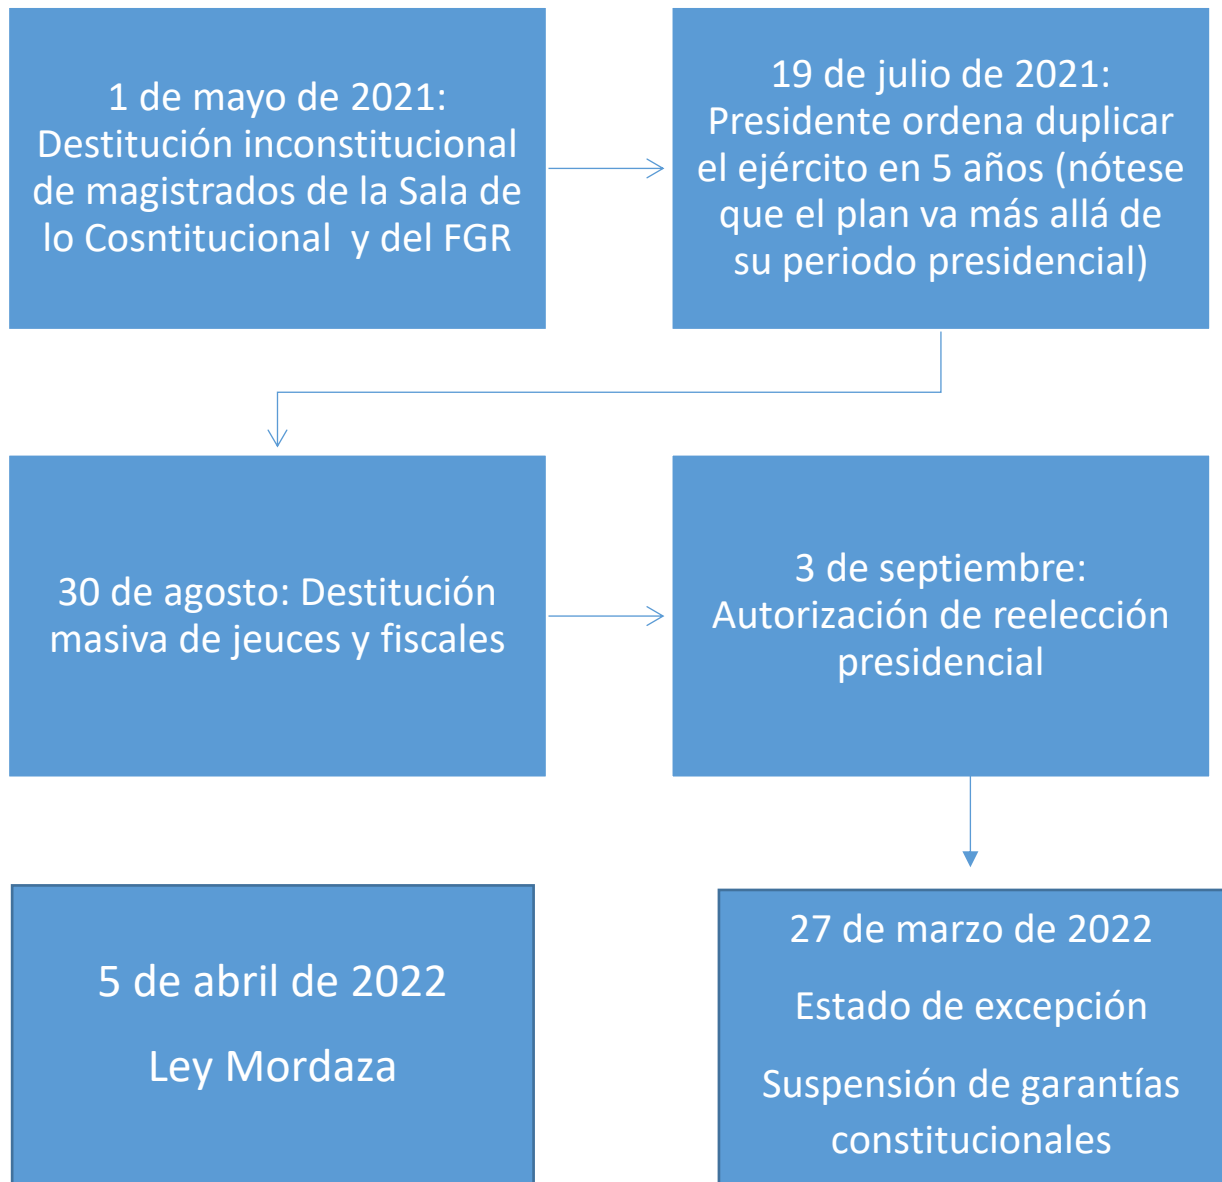 1 de mayo de 2021:
Destitución inconstitucional
de magistrados de la Sala de
lo Cosntitucional y del FGR
19 de julio de 2021:
Presidente ordena duplicar
el ejército en 5 años (nótese
que el plan va más allá de
su periodo presidencial)
30 de agosto: Destitución
masiva de jeuces y fiscales
3 de septiembre:
Autorización de reelección
presidencial
27 de marzo de 2022
Estado de excepción
Suspensión de garantías
constitucionales
5 de abril de 2022
Ley Mordaza